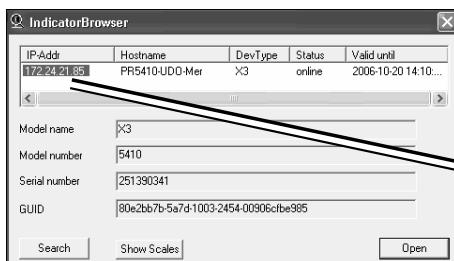 IndicatorBrowser
IP-Addr Hostname DevType Status Valid until
172.24.21.85 PR5410-UDO-Mer X3 online 2006-10-20 14:10:...
Model name X3
Model number 5410
Serial number 251390341
GUID 80e2bb7b-5a7d-1003-2454-00906cfbe985
Search Show Scales Open